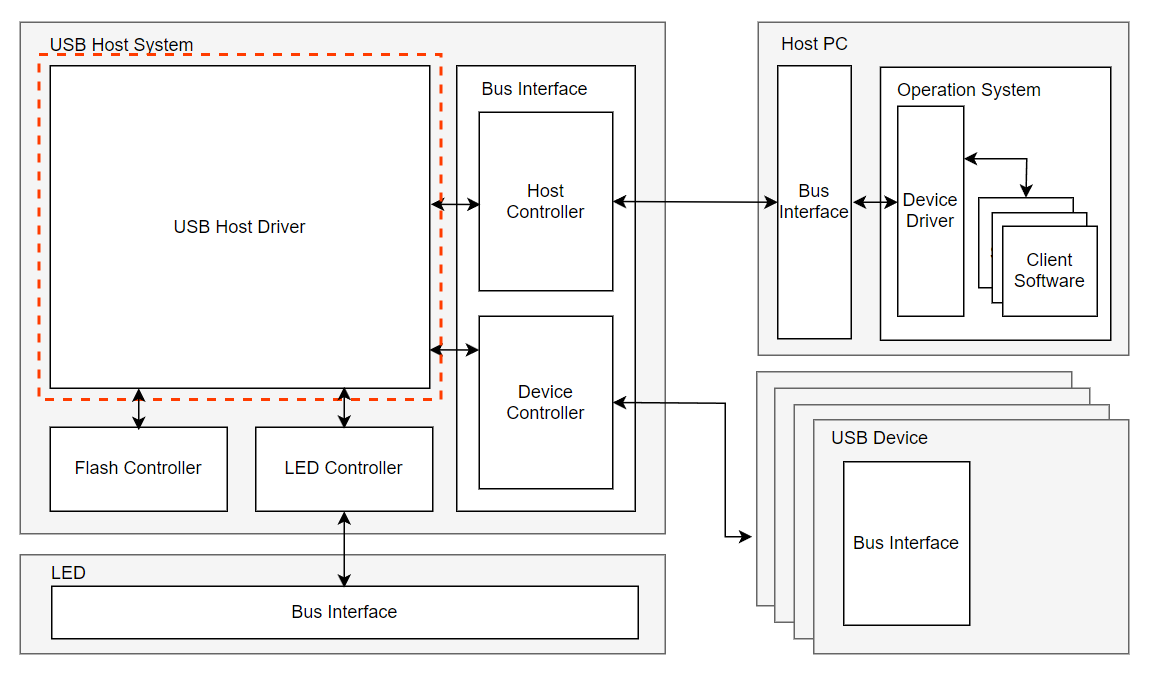 USB Host System
USB Host Driver
Bus Interface
Host
Controller
Device
Controller
Flash Controller
LED Controller
LED
Bus Interface
Host PC
Bus
Interface
Operation System
Device
Driver
Client
Software
USB Device
Bus Interface